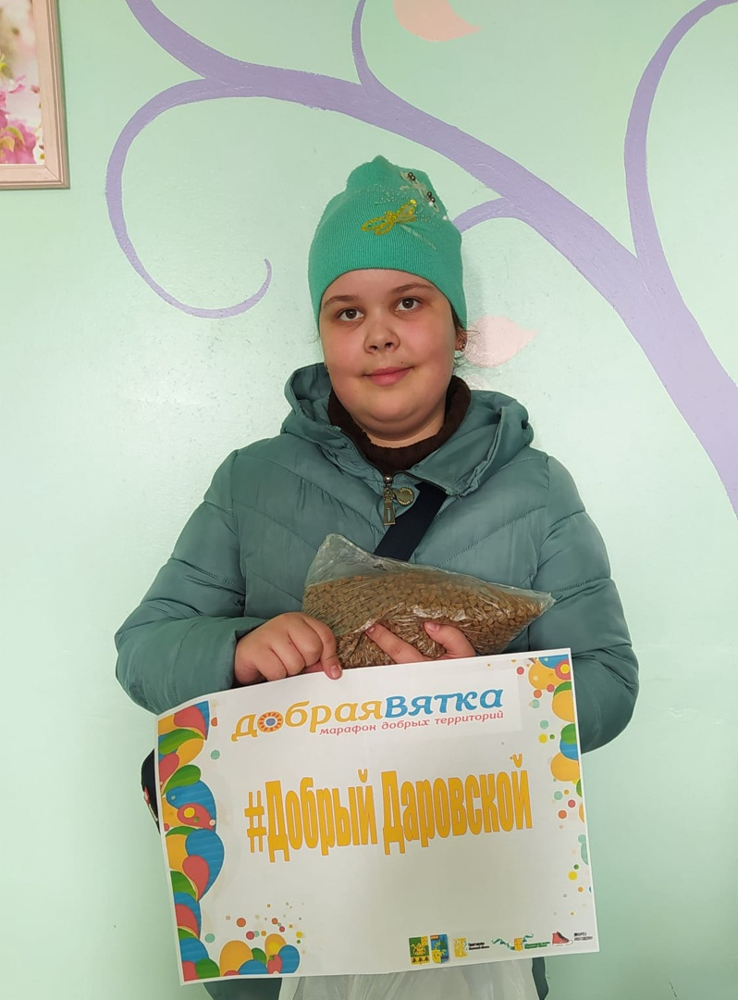 добраяВЯТКА
марафон добрых территорий
#Добрый Даровской